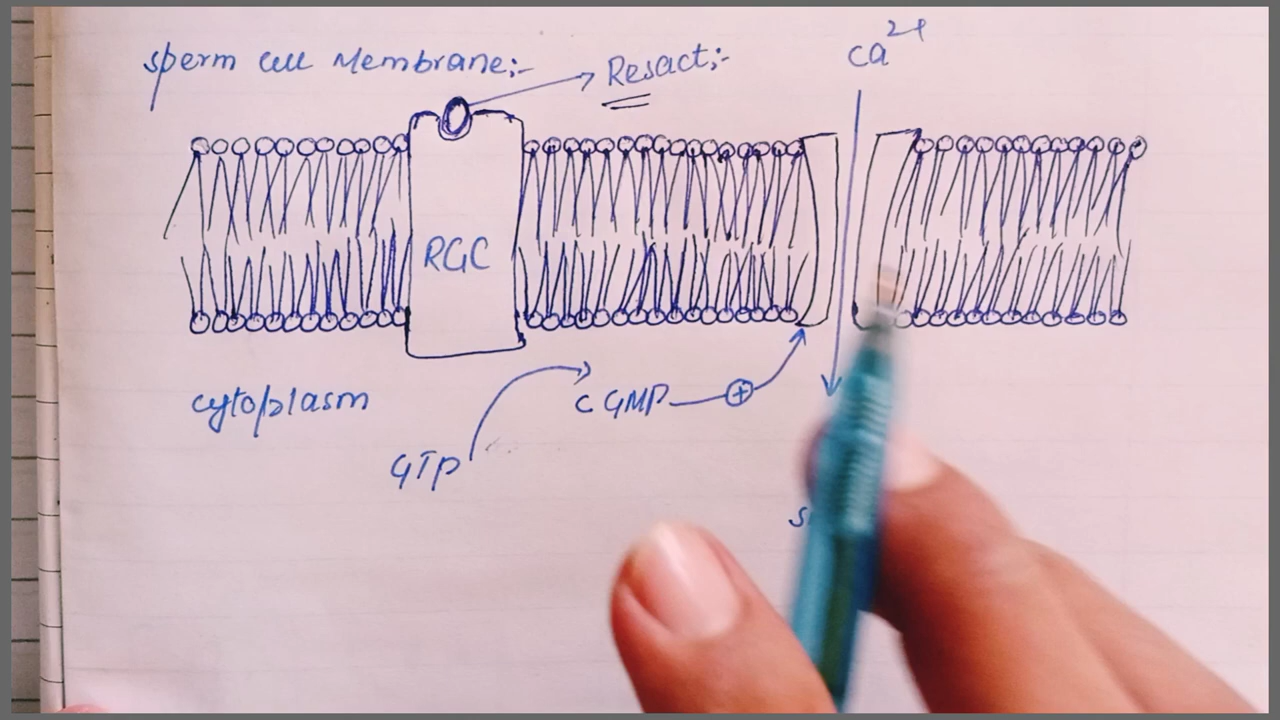 sperm cell Membrane:-
Resact:-
Ca2+
RGC
cytoplasm
CGMP
+
GTP